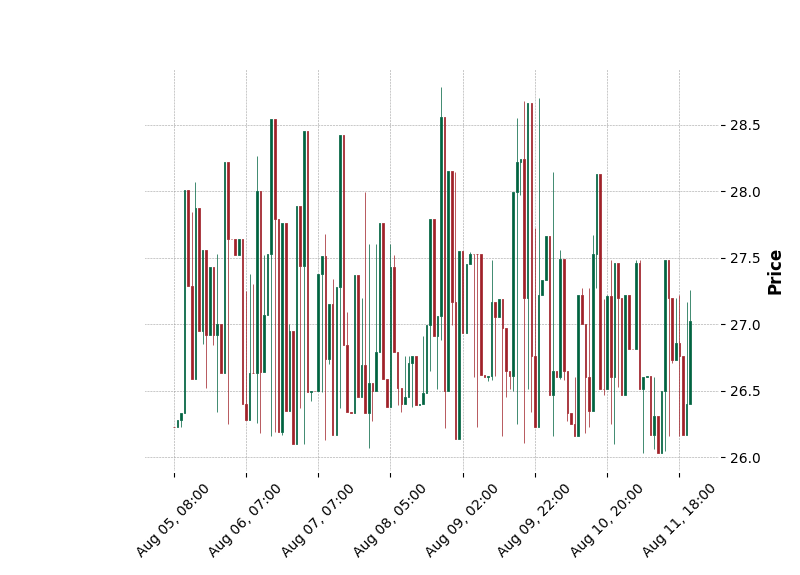 28.5
28.0
27.5
27.0
26.5
26.0
Price
Aug 05, 08:00
Aug 06, 07:00
Aug 07, 07:00
Aug 08, 05:00
Aug 09, 02:00
Aug 09, 22:00
Aug 10, 20:00
Aug 11, 18:00